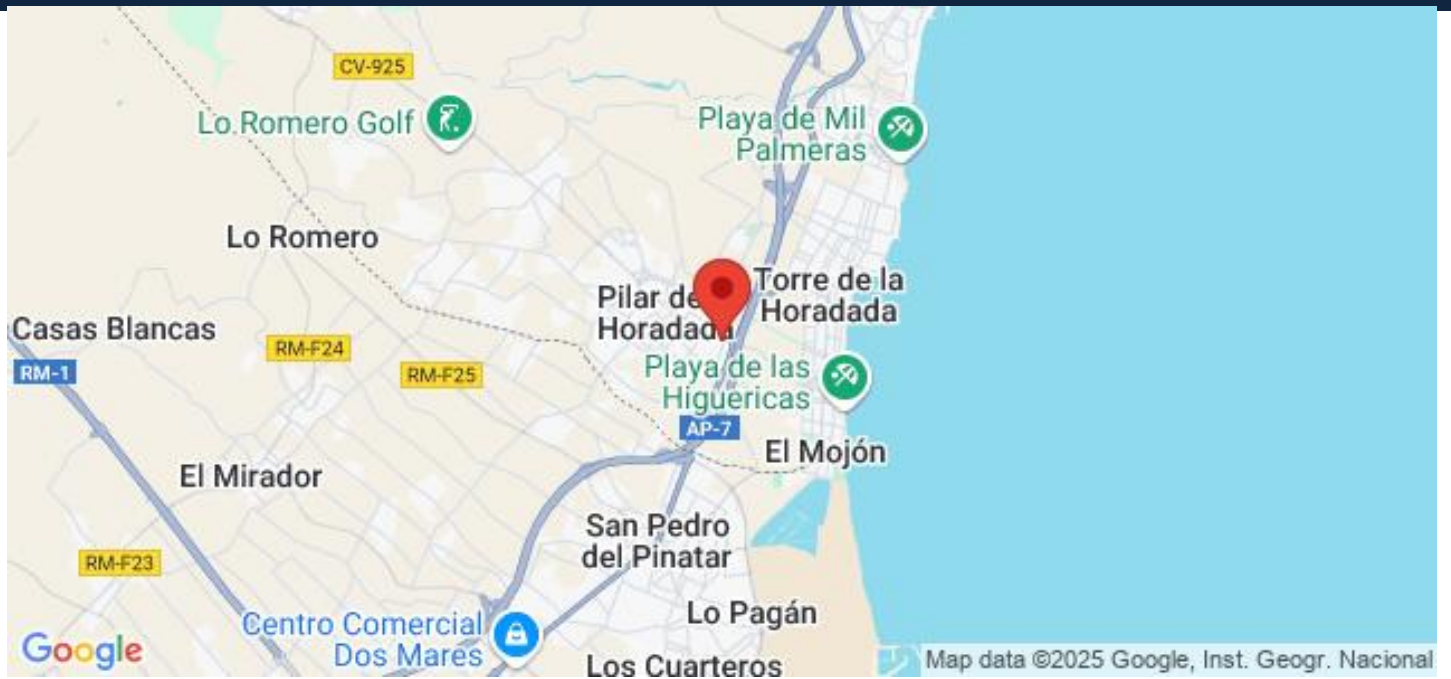 CV-925
Lo Romero Golf
Playa de Mil
Palmeras
Lo Romero
Torre de la
Horadada
Pilar de
Horadada
Casas Blancas
RM-F24
RM-1
RM-F25
Playa de las
Higuericas
AP-7
El Mojón
El Mirador
San Pedro
del Pinatar
RM-F23
Lo Pagán
Centro Comercial
Dos Mares
Los Cuarteros
Google
Map data ©2025 Google, Inst. Geogr. Nacional